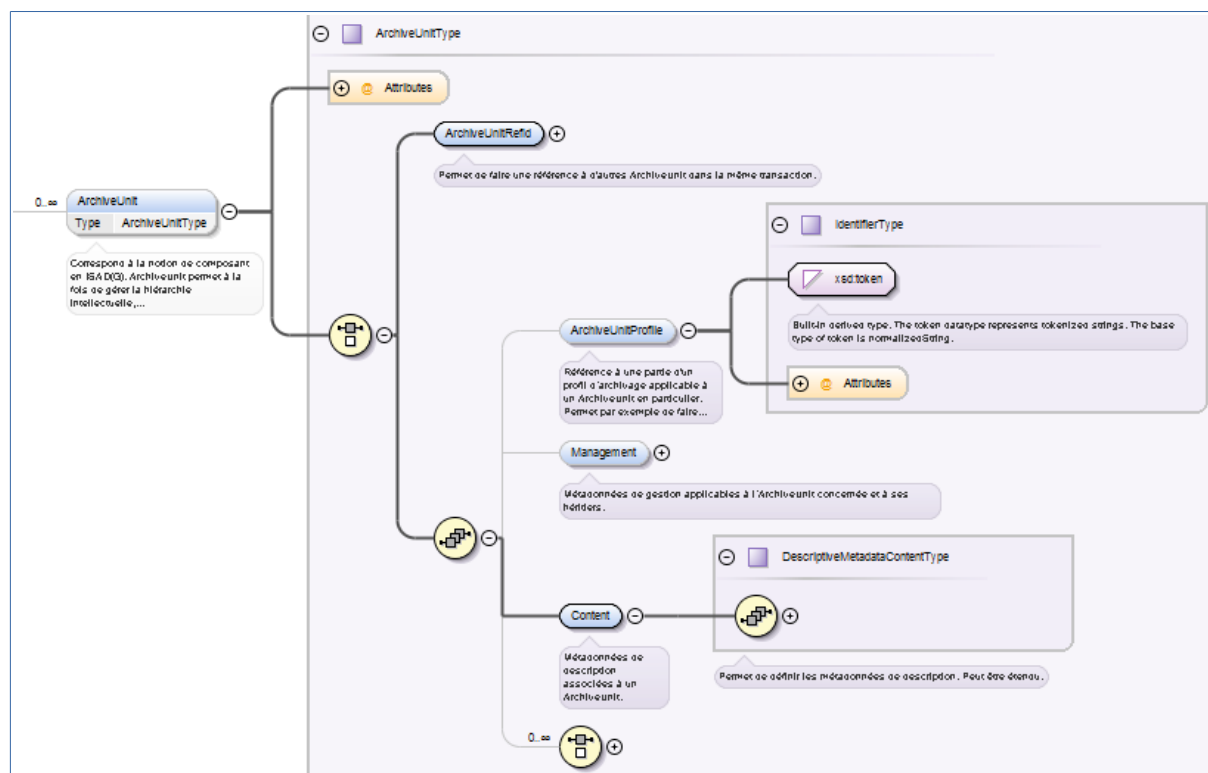 ArchiveUnitType
@ Attributes
ArchiveUnitRefId
Permet de faire une référence à d'autres ArchiveUnit dans la même transaction.
0..∞
ArchiveUnit
Type ArchiveUnitType
Correspond à la notion de composant
en ISAD(G). ArchiveUnit permet à la
fois de gérer la hiérarchie
intellectuelle,...
IdentifierType
xsd:token
Built-in derived type. The token datatype represents tokenized strings. The base
type of token is normalizedString.
@ Attributes
ArchiveUnitProfile
Référence à une partie d'un
profil d'archivage applicable à
un ArchiveUnit en particulier.
Permet par exemple de faire...
Management
Métadonnées de gestion applicables à l'ArchiveUnit concernée et à ses
héritiers.
DescriptiveMetadataContentType
Content
Métadonnées de
description
associées à un
ArchiveUnit.
Permet de définir les métadonnées de description. Peut être étendu.
0..∞